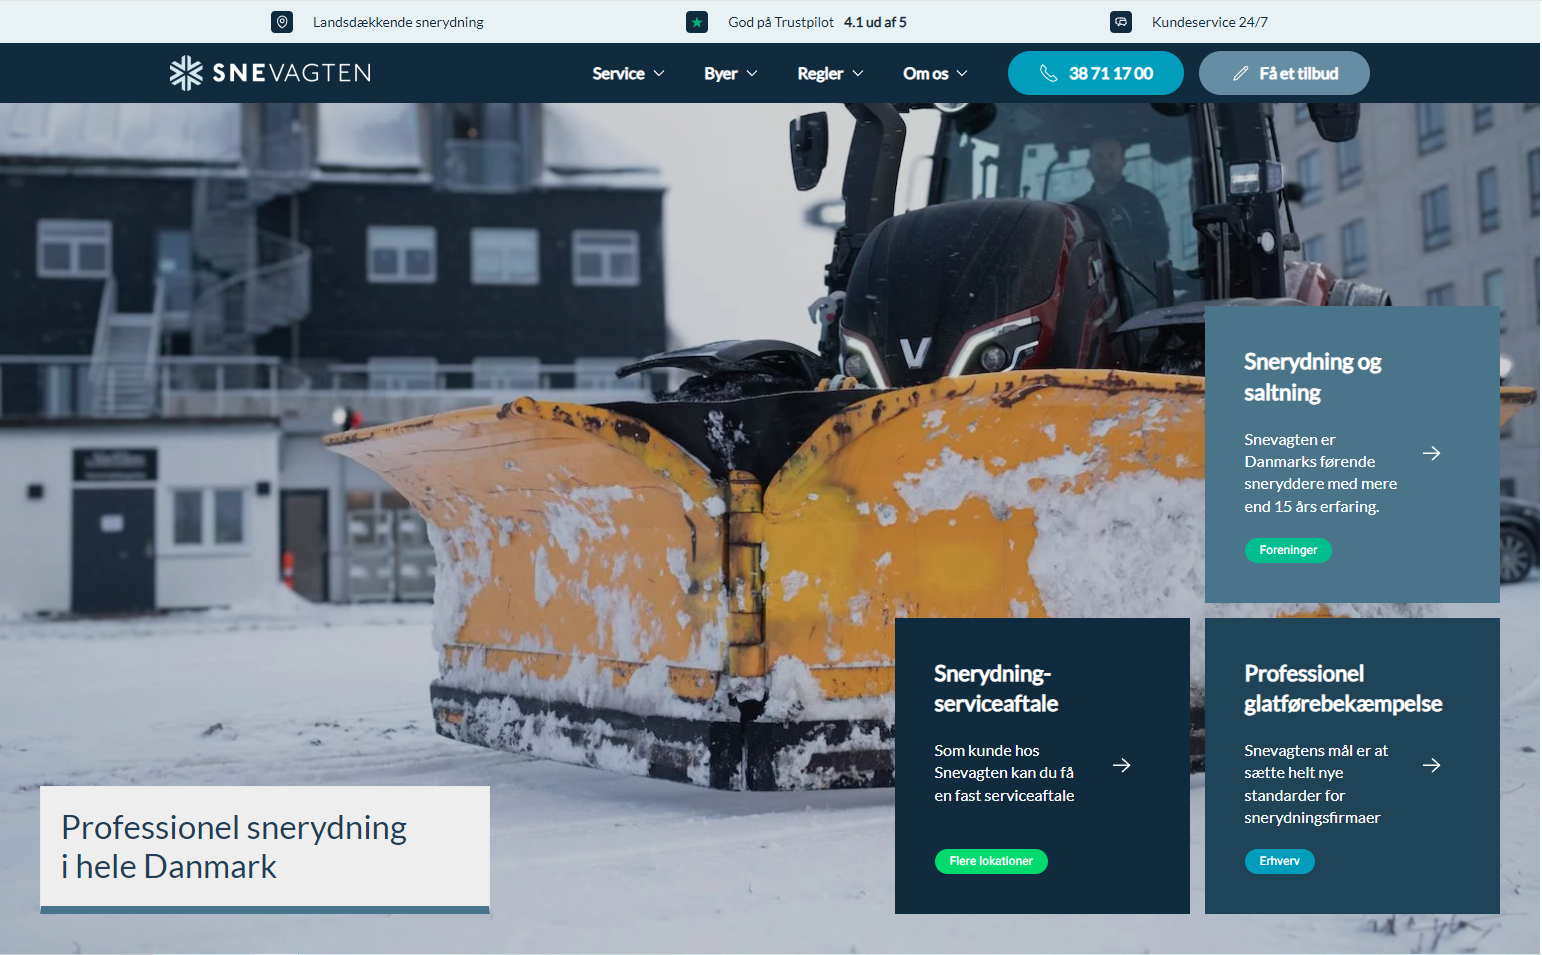 Landsdækkende snerydning
God på Trustpilot 4.1 ud af 5
Kundeservice 24/7
SNEVAGTEN
Service
Byer
Regler
Om os
38 71 17 00
Få et tilbud
Snerydning og
saltning
Snevagten er
Danmarks førende
sneryddere med mere
end 15 års erfaring.
Foreninger
Snerydning-
serviceaftale
Som kunde hos
Snevagten kan du få
en fast serviceaftale
Flere lokationer
Professionel
glatførebekæmpelse
Snevagtens mål er at
sætte helt nye
standarder for
snerydningsfirmaer
Erhverv
Professionel snerydning
i hele Danmark